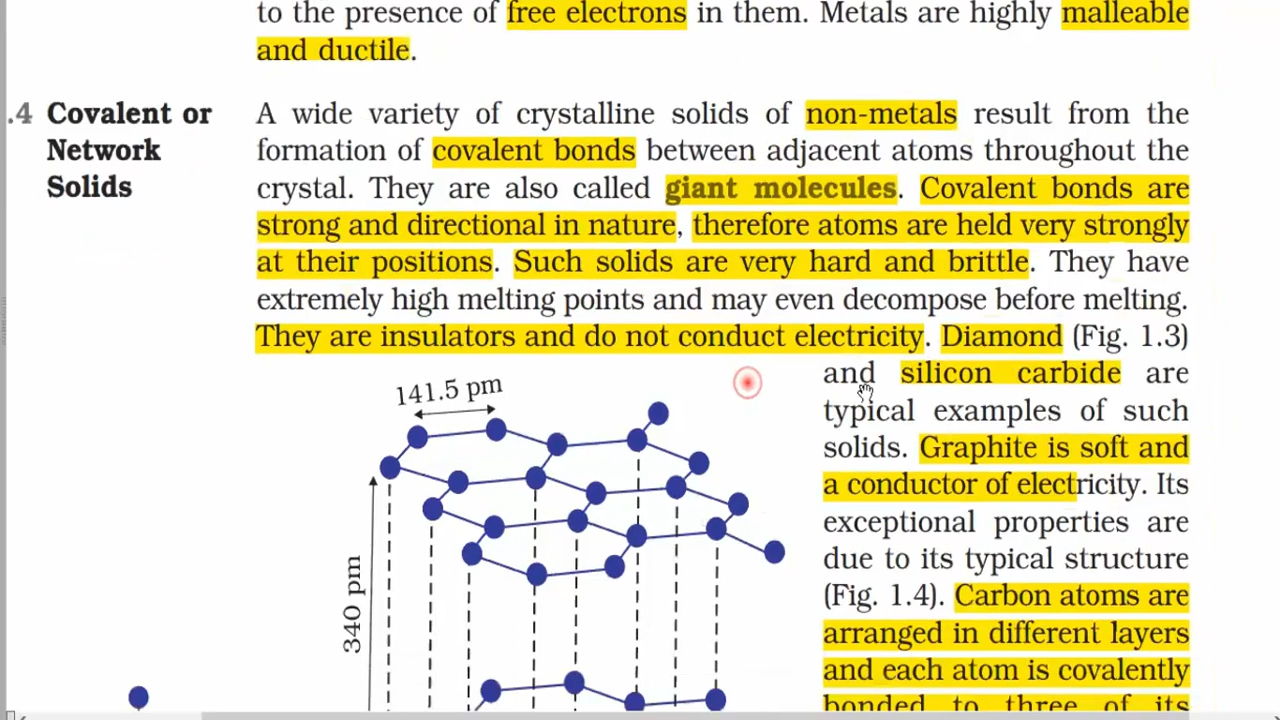 to the presence of free electrons in them. Metals are highly malleable
and ductile.
.4 Covalent or
Network
Solids
A wide variety of crystalline solids of non-metals result from the
formation of covalent bonds between adjacent atoms throughout the
crystal. They are also called giant molecules. Covalent bonds are
strong and directional in nature, therefore atoms are held very strongly
at their positions. Such solids are very hard and brittle. They have
extremely high melting points and may even decompose before melting.
They are insulators and do not conduct electricity. Diamond (Fig. 1.3)
and silicon carbide are
typical examples of such
solids. Graphite is soft and
a conductor of electricity. Its
exceptional properties are
due to its typical structure
(Fig. 1.4). Carbon atoms are
arranged in different layers
and each atom is covalently
bonded to three of its
141.5 pm
340 pm